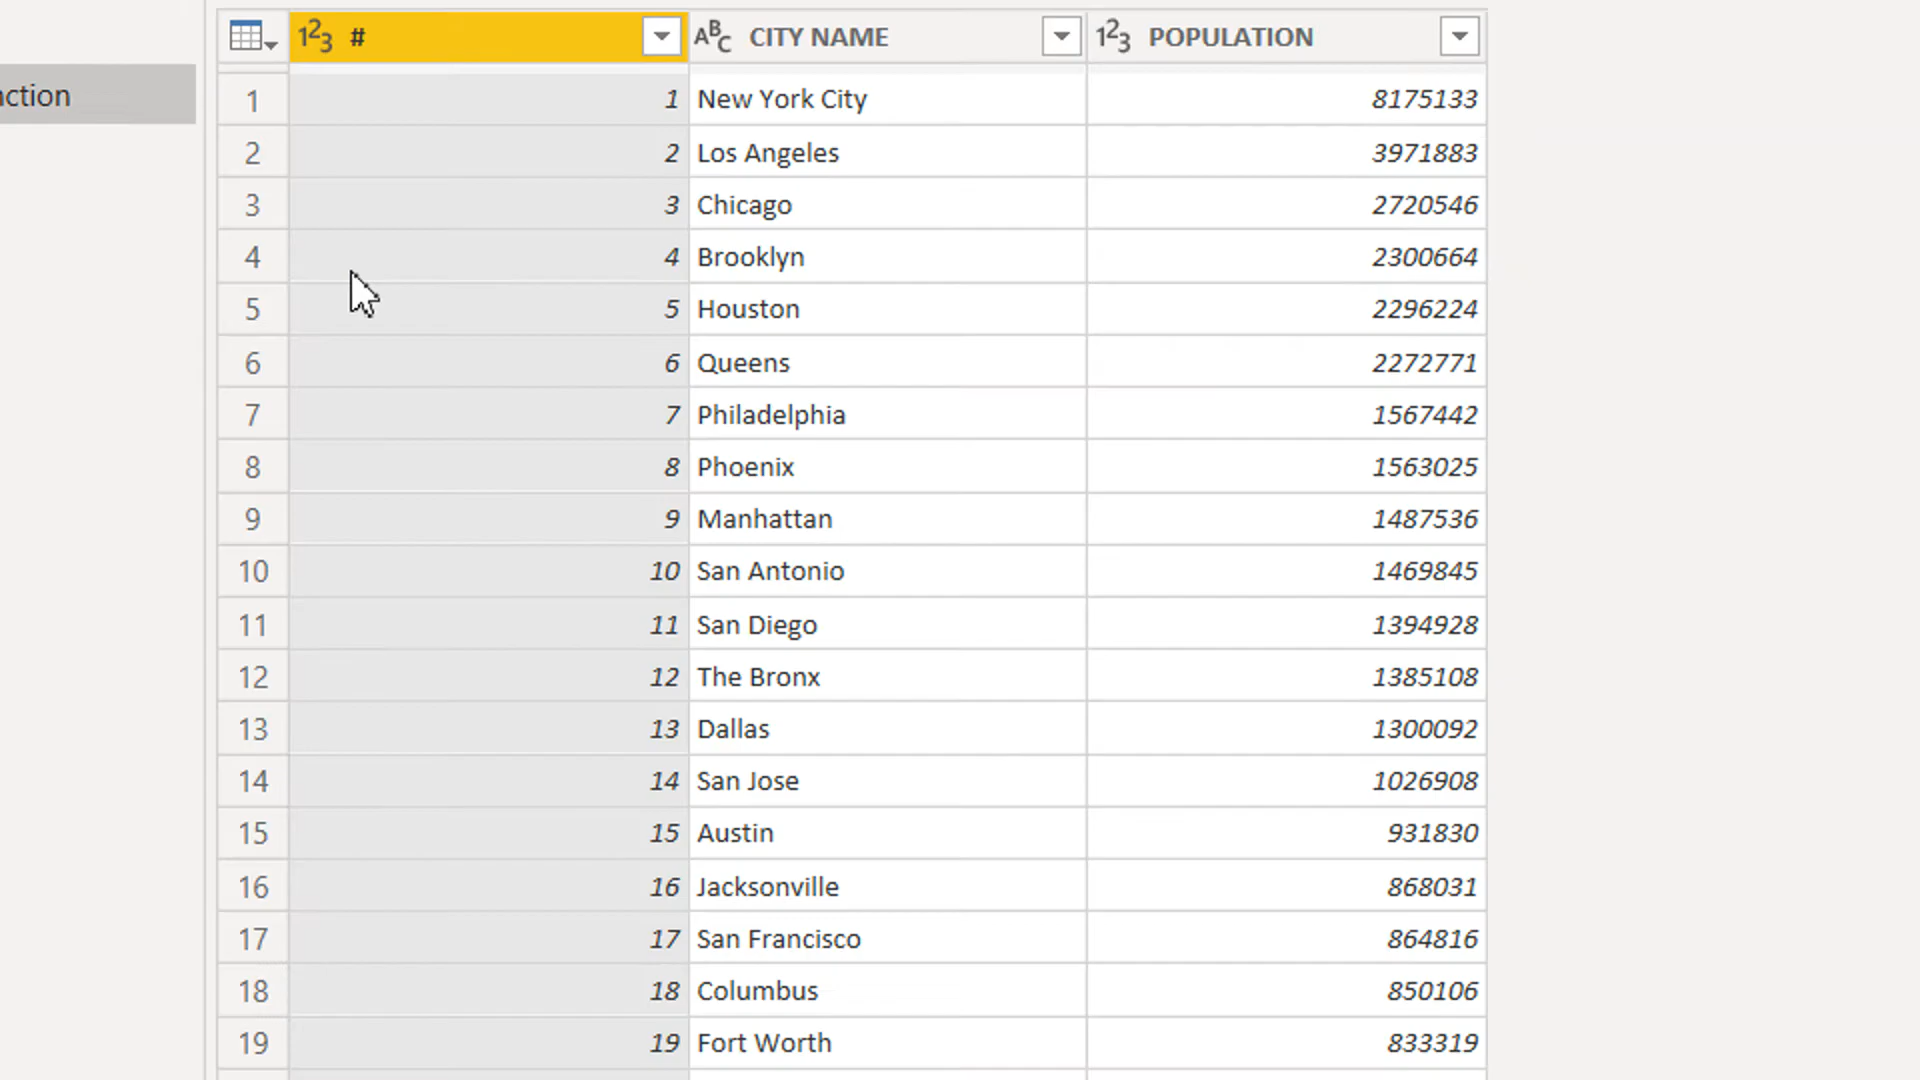 ction
123 # ABC CITY NAME 123 POPULATION
1 1 New York City 8175133
2 2 Los Angeles 3971883
3 3 Chicago 2720546
4 4 Brooklyn 2300664
5 5 Houston 2296224
6 6 Queens 2272771
7 7 Philadelphia 1567442
8 8 Phoenix 1563025
9 9 Manhattan 1487536
10 10 San Antonio 1469845
11 11 San Diego 1394928
12 12 The Bronx 1385108
13 13 Dallas 1300092
14 14 San Jose 1026908
15 15 Austin 931830
16 16 Jacksonville 868031
17 17 San Francisco 864816
18 18 Columbus 850106
19 19 Fort Worth 833319